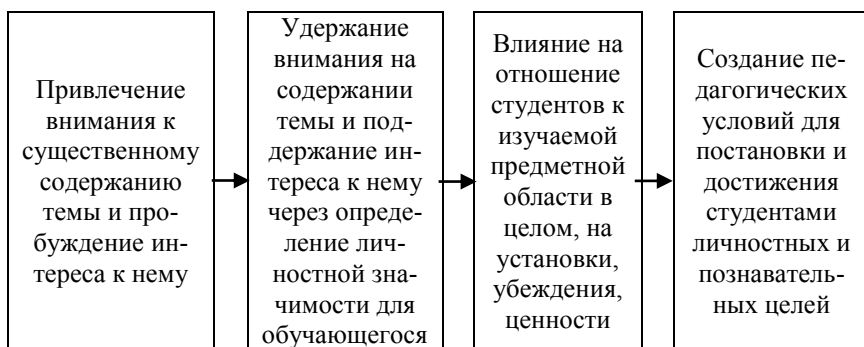 Привлечение
внимания к
существенному
содержанию
темы и про-
буждение ин-
тереса к нему
Удержание
внимания на
содержании
темы и под-
держание ин-
тереса к нему
через опреде-
ление лич-
ностной зна-
чимости для
обучающегося
Влияние на
отношение
студентов к
изучаемой
предметной
области в
целом, на
установки,
убеждения,
ценности
Создание пе-
дагогических
условий для
постановки и
достижения
студентами
личностных и
познаватель-
ных целей